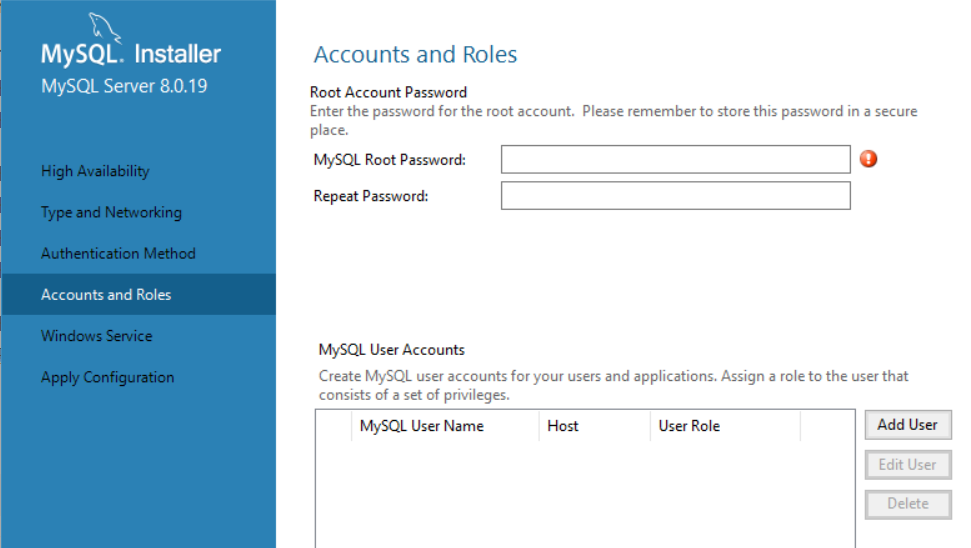 MySQL. Installer
MySQL Server 8.0.19
High Availability
Type and Networking
Authentication Method
Accounts and Roles
Windows Service
Apply Configuration
Accounts and Roles
Root Account Password
Enter the password for the root account.  Please remember to store this password in a secure
place.
MySQL Root Password:
Repeat Password:
MySQL User Accounts
Create MySQL user accounts for your users and applications. Assign a role to the user that
consists of a set of privileges.
MySQL User Name Host User Role
Add User
Edit User
Delete